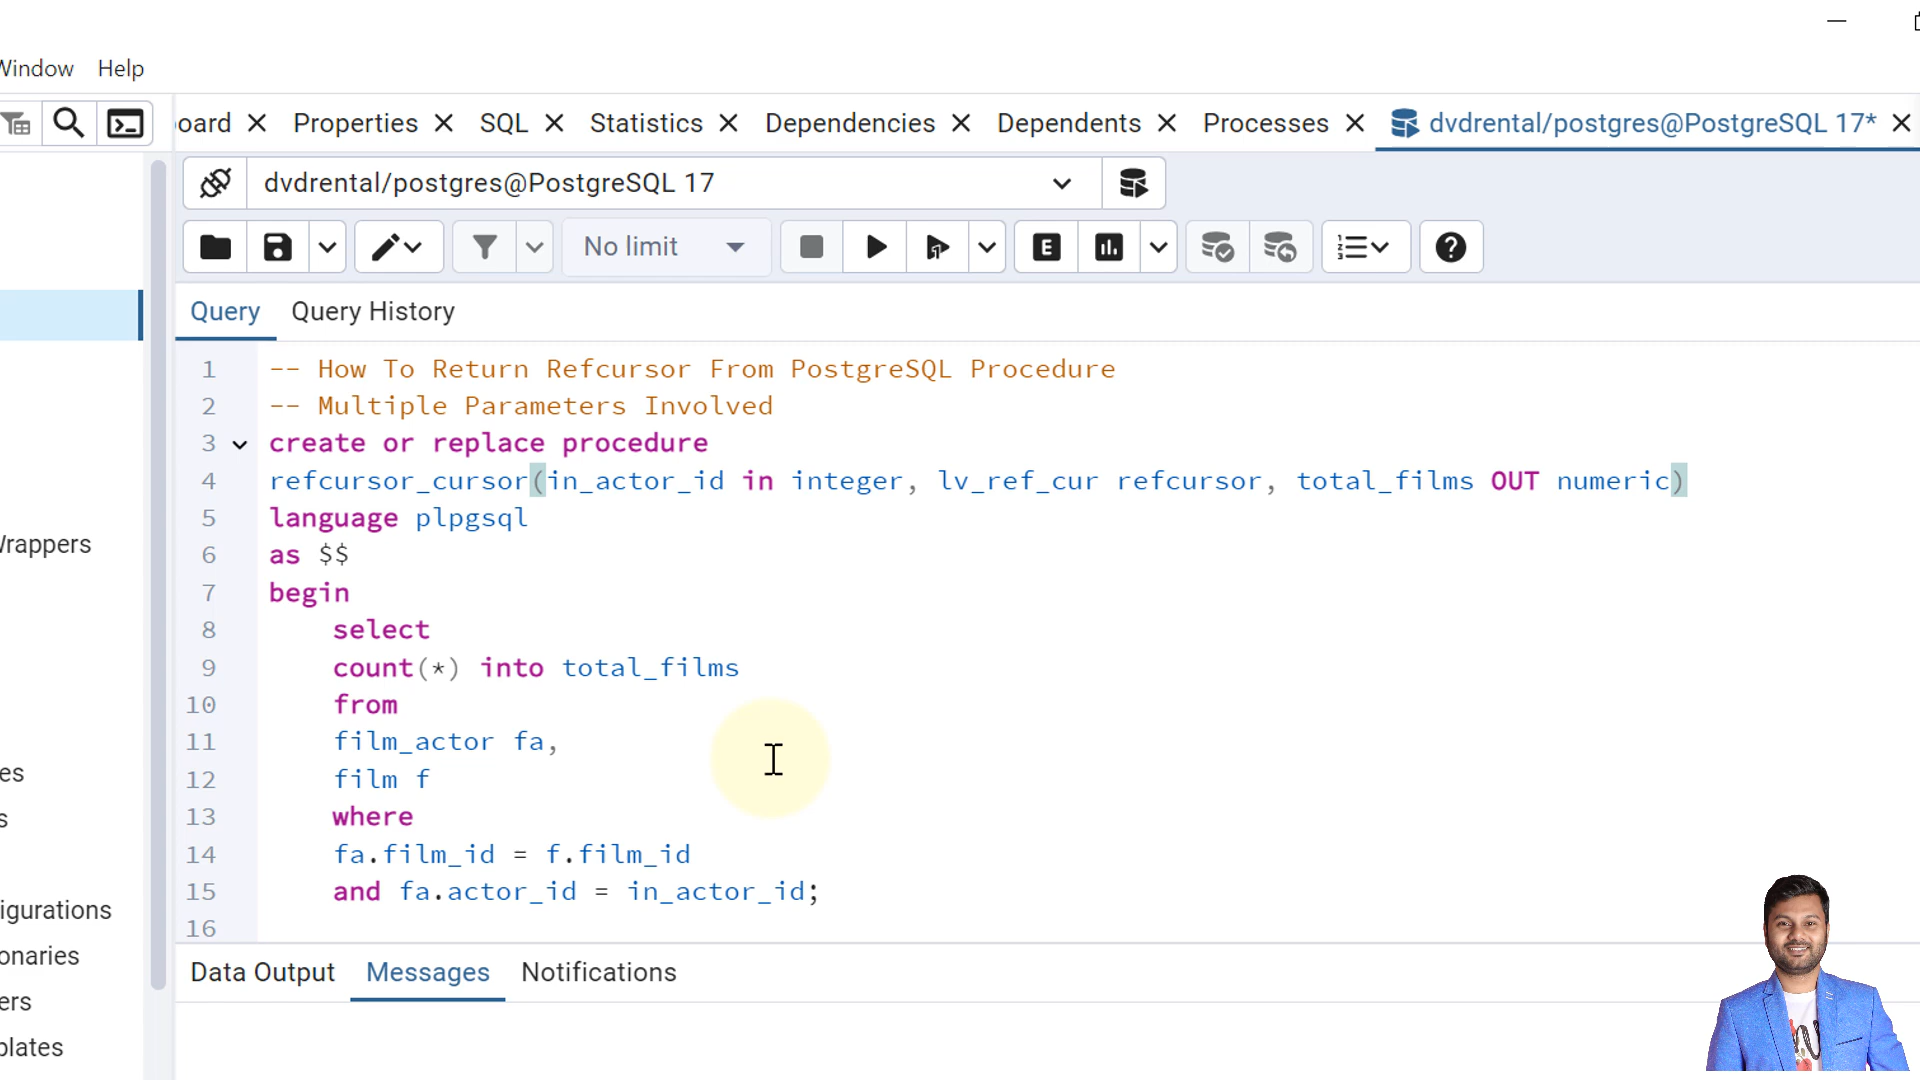 Window Help
oard Properties SQL Statistics Dependencies Dependents Processes dvdrental/postgres@PostgreSQL 17*
dvdrental/postgres@PostgreSQL 17
No limit
Query Query History
1 -- How To Return Refcursor From PostgreSQL Procedure
2 -- Multiple Parameters Involved
3 create or replace procedure
4 refcursor_cursor(in_actor_id in integer, lv_ref_cur refcursor, total_films OUT numeric)
5 language plpgsql
6 as $$
7 begin
8 select
9 count(*) into total_films
10 from
11 film_actor fa,
12 film f
13 where
14 fa.film_id = f.film_id
15 and fa.actor_id = in_actor_id;
16
Wrappers
es
s
igurations
onaries
ers
plates
Data Output Messages Notifications